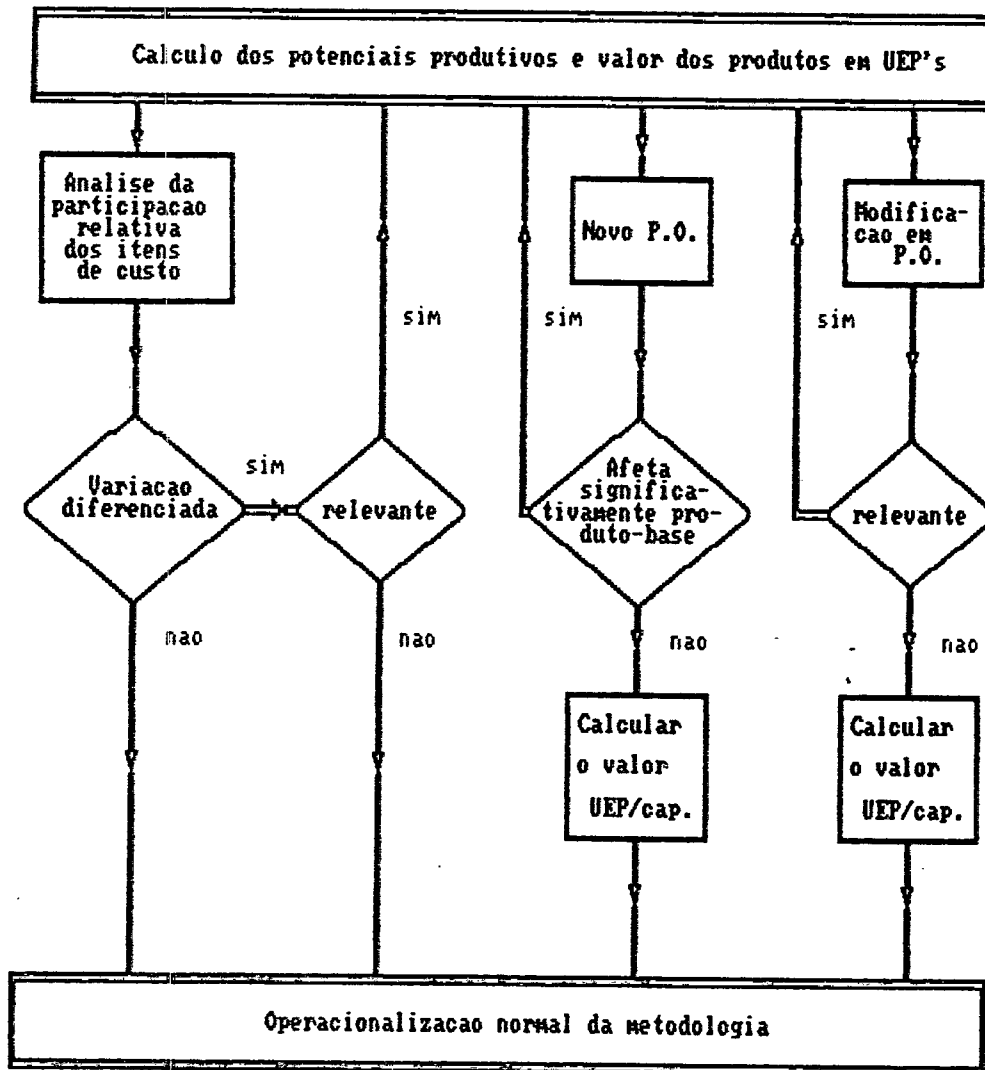 Calculo dos potenciais produtivos e valor dos produtos em UEP's
Analise da
participacao
relativa
dos itens
de custo
Novo P.O.
Modifica-
cao em
P.O.
sim
sim
sim
Variacao
diferenciada
sim
relevante
Afeta
significa-
tivamente pro-
duto-base
relevante
nao
nao
nao
nao
Calcular
o valor
UEP/cap.
Calcular
o valor
UEP/cap.
Operacionalizacao normal da metodologia